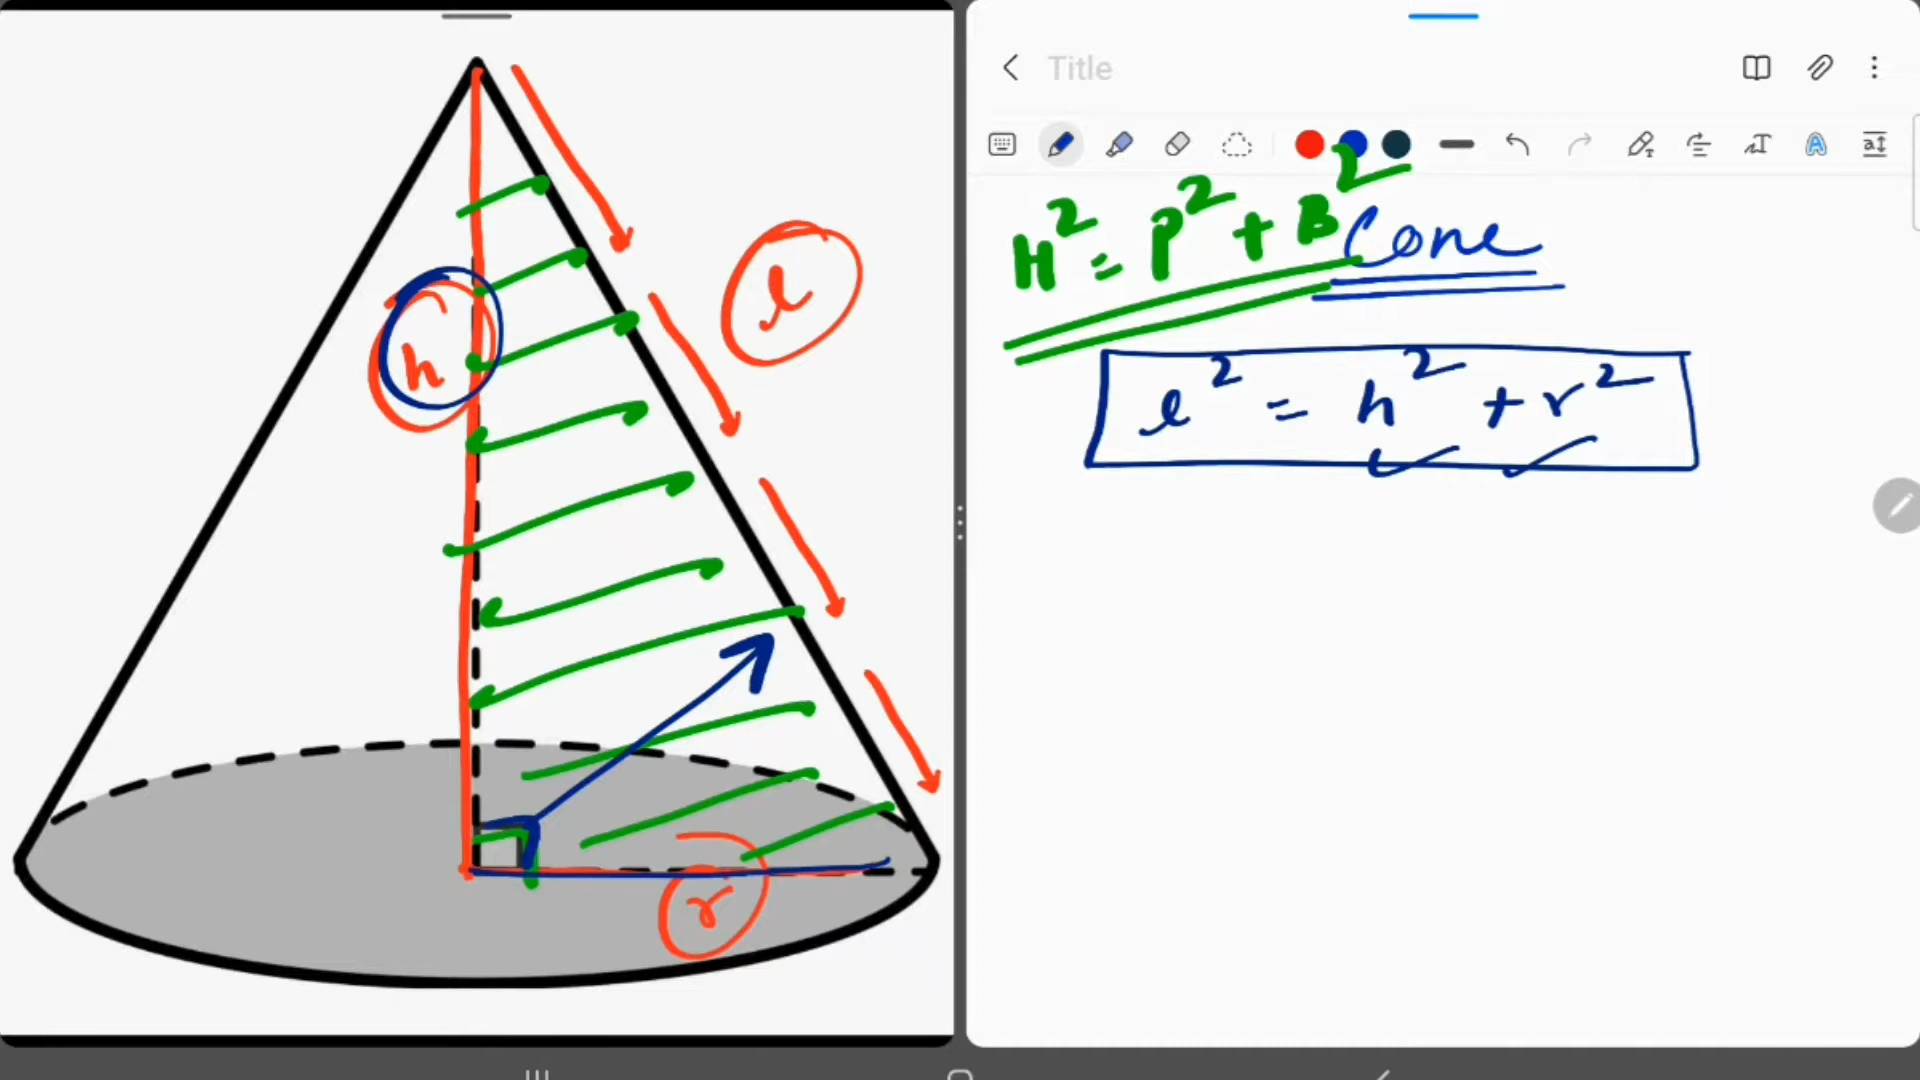 h
l
r
Title
H² = P² + B²
Cone
l² = h² + r²